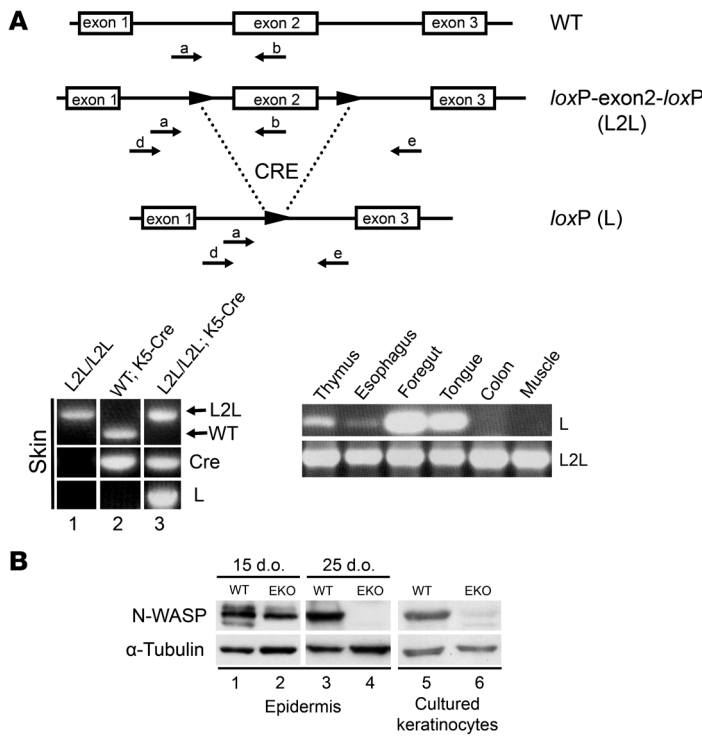 A
exon 1 exon 2 exon 3 WT
a b
exon 1 exon 2 exon 3 loxP-exon2-loxP
(L2L)
a b
d e
CRE
exon 1 exon 3 loxP (L)
a
d e
L2L/L2L
WT; K5-Cre
L2L/L2L; K5-Cre
L2L
WT
Cre
L
Skin
1 2 3
Thymus
Esophagus
Foregut
Tongue
Colon
Muscle
L
L2L
B
15 d.o. 25 d.o.
WT EKO WT EKO WT EKO
N-WASP
α-Tubulin
1 2 3 4 5 6
Epidermis Cultured
keratinocytes